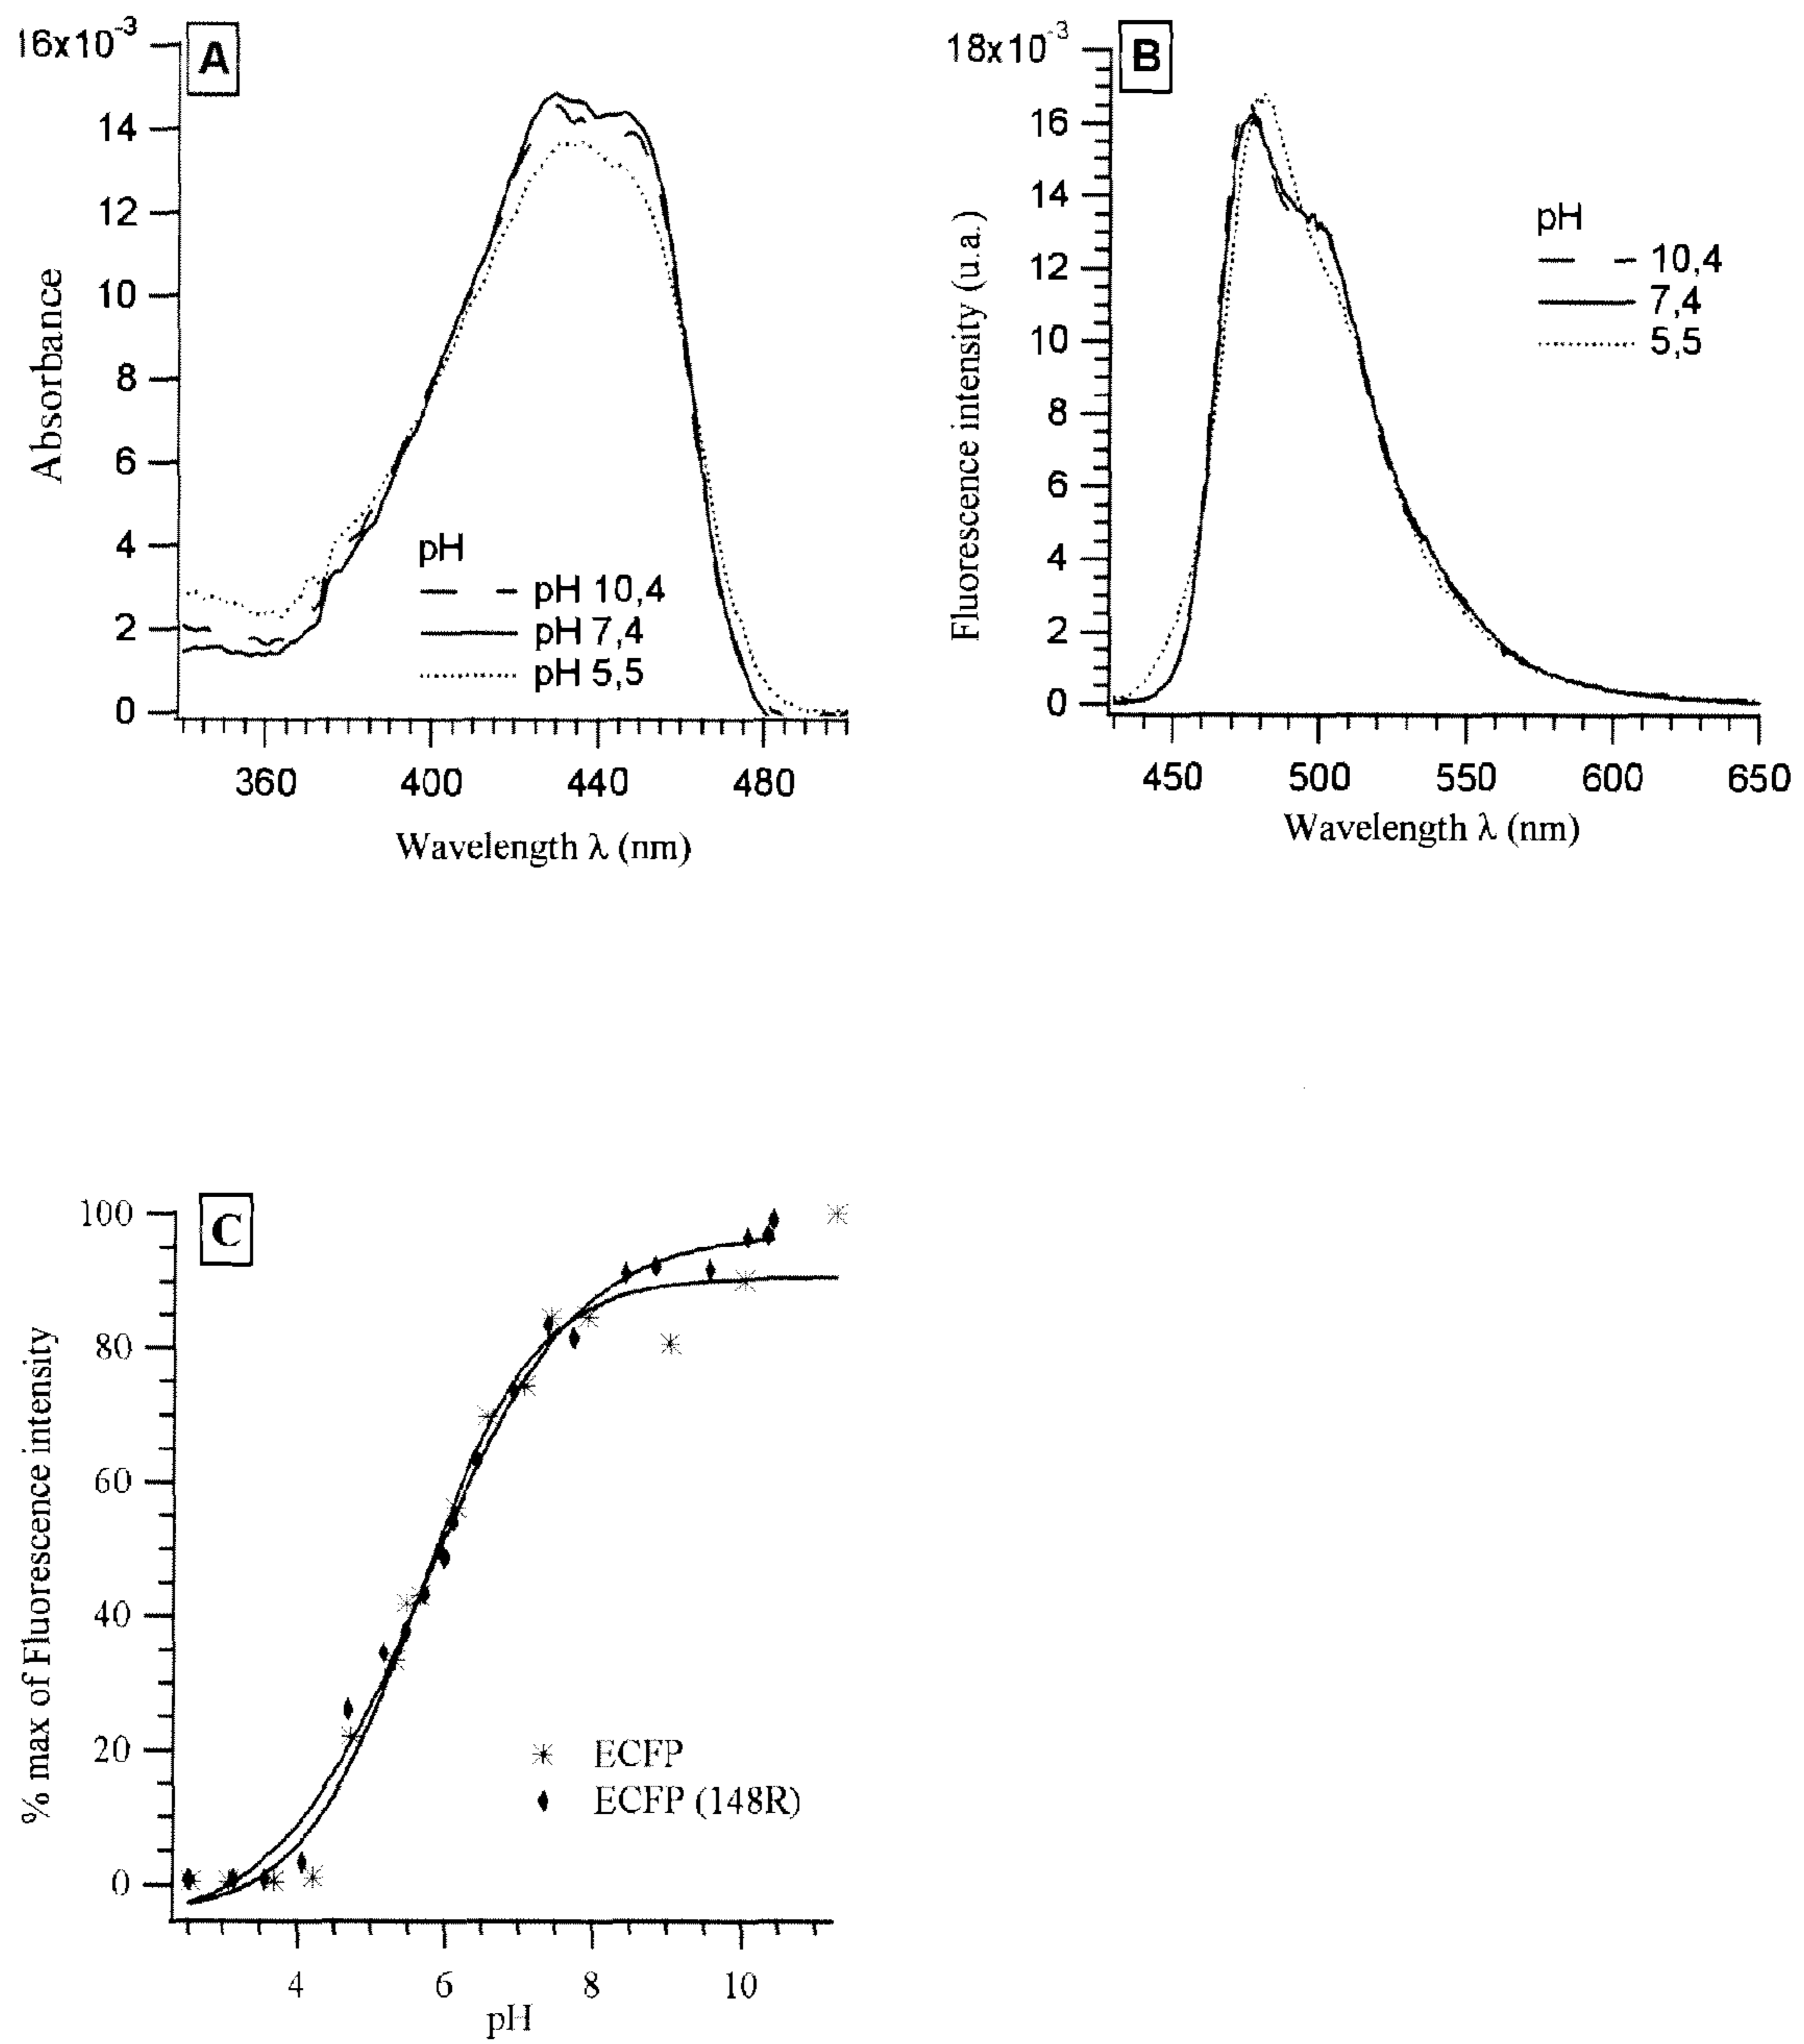 A
16x10⁻³
14
12
10
8
6
4
2
0
Absorbance
pH
pH 10,4
pH 7,4
pH 5,5
360 400 440 480
Wavelength λ (nm)
B
18x10⁻³
16
14
12
10
8
6
4
2
0
Fluorescence intensity (u.a.)
pH
10,4
7,4
5,5
450 500 550 600 650
Wavelength λ (nm)
C
100
80
60
40
20
0
% max of Fluorescence intensity
ECFP
ECFP (148R)
4 6 8 10
pH